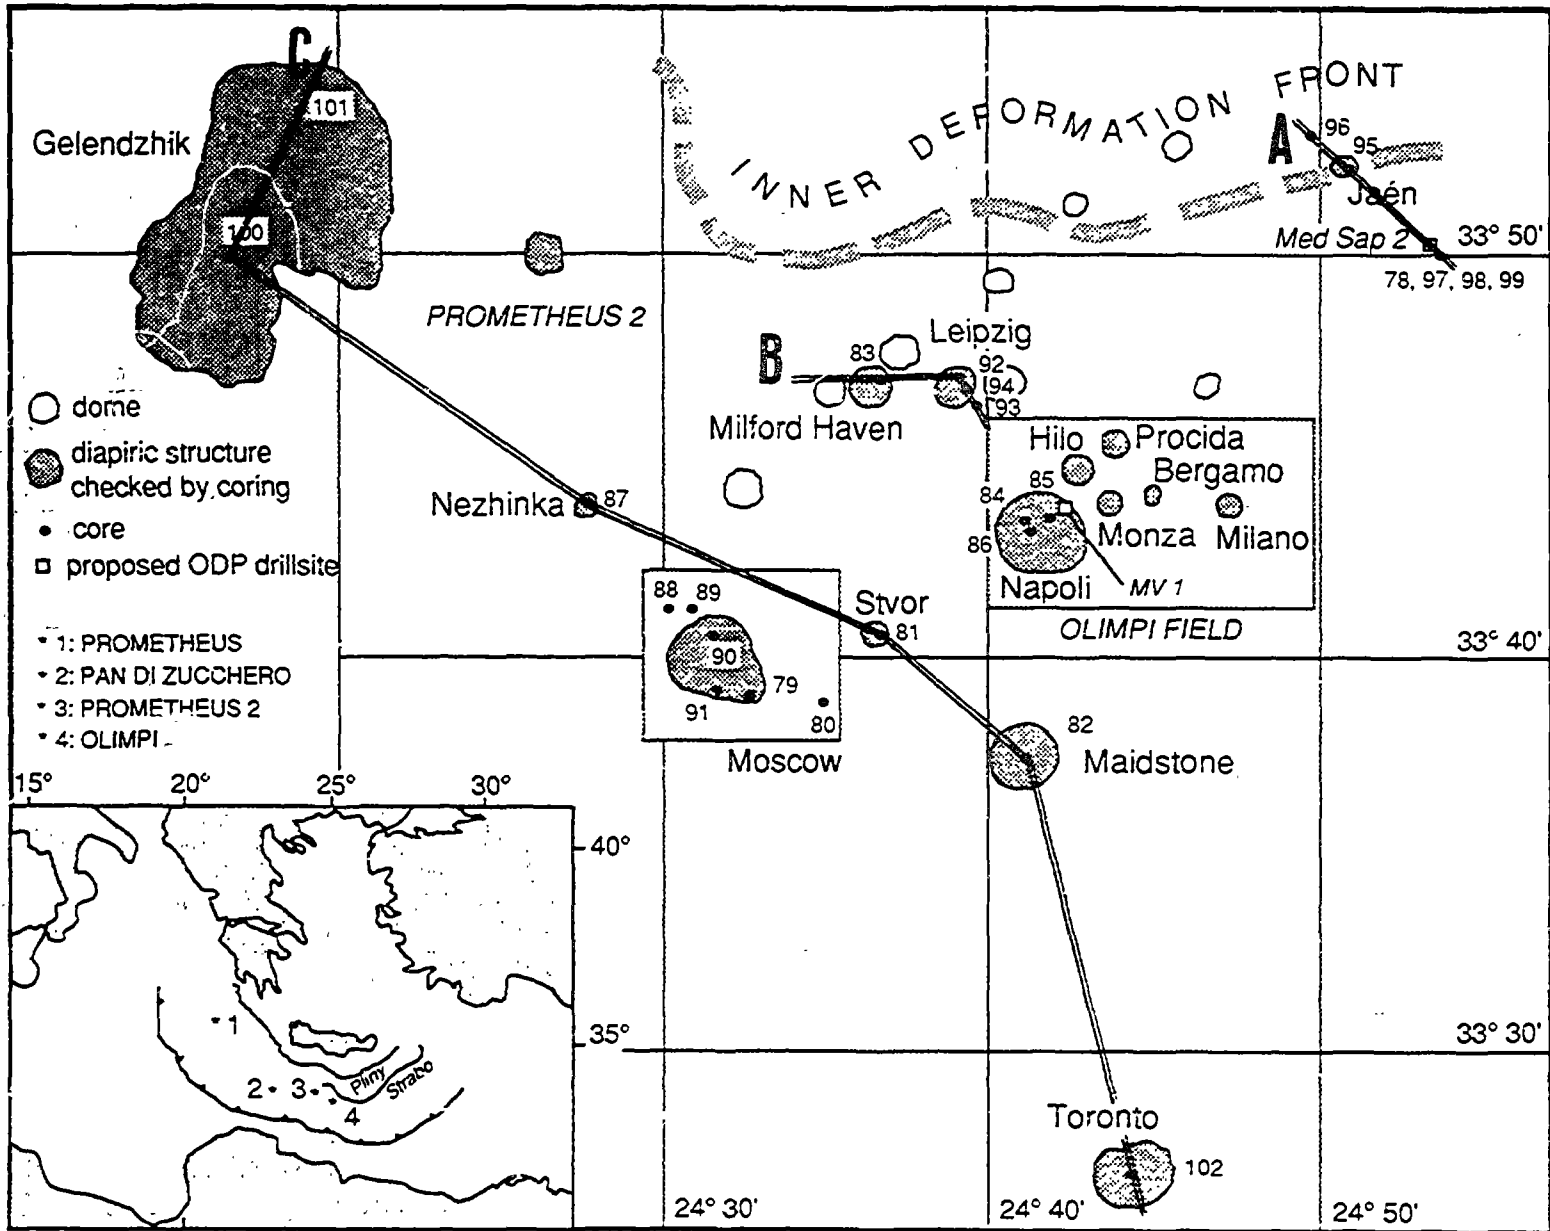 C
101
Gelendzhik
100
INNER DEFORMATION FRONT
A
96
95
Jaén
Med Sap 2
33° 50'
78, 97, 98, 99
PROMETHEUS 2
Leipzig
B
83
92
94
93
Milford Haven
dome
diapiric structure
checked by coring
core
proposed ODP drillsite
Hilo
Procida
Bergamo
85
84
86
Monza
Milano
Napoli
MV 1
OLIMPI FIELD
Nezhinka
87
88
89
90
79
91
80
Moscow
Stvor
81
33° 40'
82
Maidstone
* 1: PROMETHEUS
* 2: PAN DI ZUCCHERO
* 3: PROMETHEUS 2
* 4: OLIMPI
15°
20°
25°
30°
40°
35°
1
2
3
4
Pliny
Strabo
33° 30'
Toronto
102
24° 30'
24° 40'
24° 50'